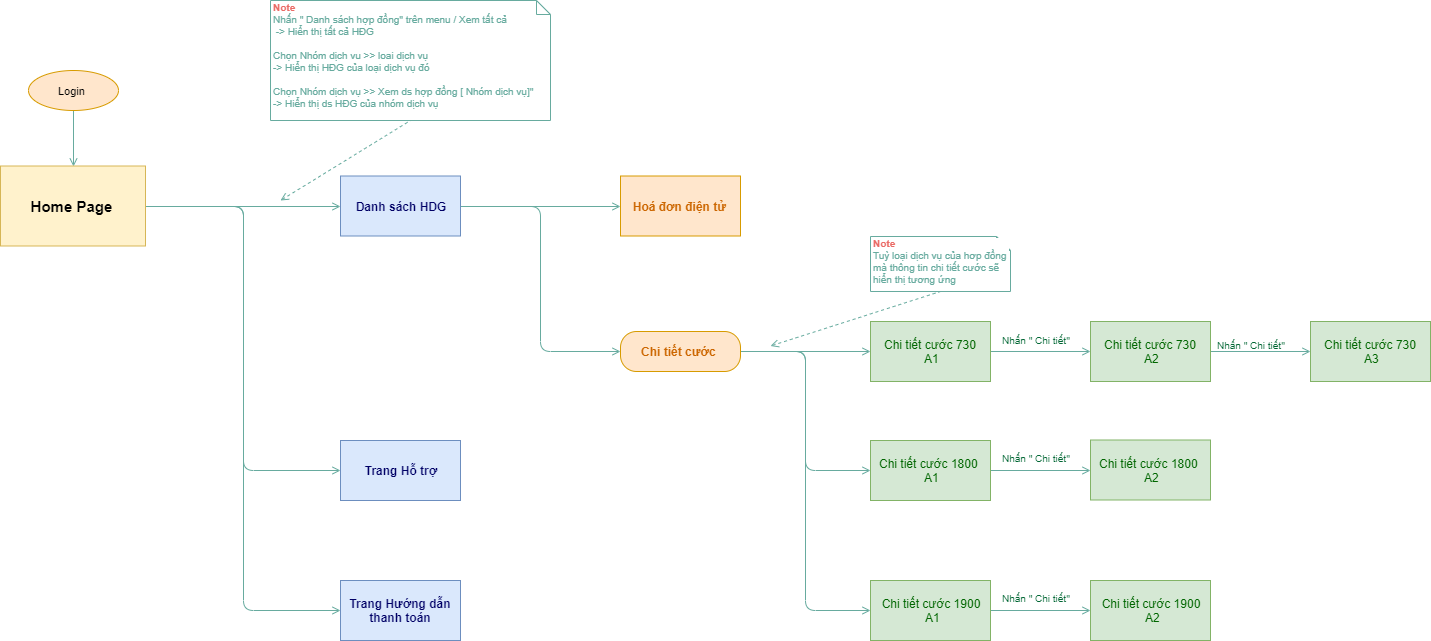 Note
Nhấn " Danh sách hợp đồng" trên menu / Xem tất cả
-> Hiển thị tất cả HĐG
Chọn Nhóm dịch vu >> loai dịch vụ
-> Hiển thị HĐG của loại dịch vụ đó
Chọn Nhóm dịch vụ >> Xem ds hợp đồng [ Nhóm dịch vụ]"
-> Hiển thị ds HĐG của nhóm dịch vụ
Login
Home Page
Danh sách HDG
Hoá đơn điện tử
Note
Tuỳ loại dịch vụ của hơp đồng
mà thông tin chi tiết cước sẽ
hiển thị tương ứng
Chi tiết cước
Chi tiết cước 730
A1
Nhấn " Chi tiết"
Chi tiết cước 730
A2
Nhấn " Chi tiết"
Chi tiết cước 730
A3
Trang Hỗ trợ
Chi tiết cước 1800
A1
Nhấn " Chi tiết"
Chi tiết cước 1800
A2
Trang Hướng dẫn
thanh toán
Chi tiết cước 1900
A1
Nhấn " Chi tiết"
Chi tiết cước 1900
A2